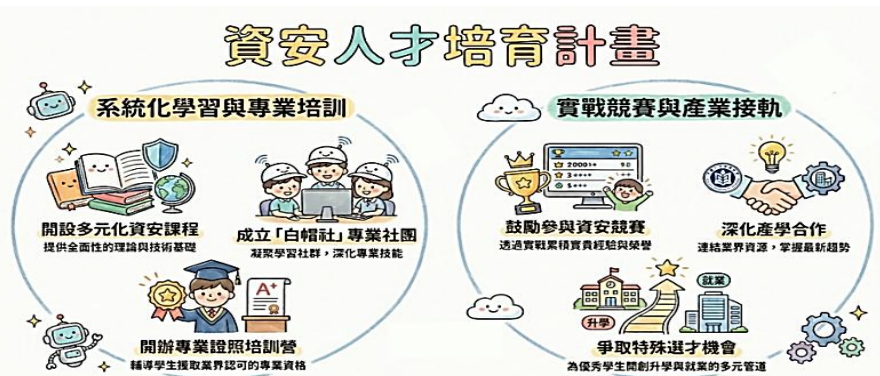 資安人才培育計畫
系統化學習與專業培訓
開設多元化資安課程
提供全面性的理論與技術基礎
成立「白帽社」專業社團
凝聚學習社群，深化專業技能
A+
開辦專業證照培訓營
輔導學生獲取業界認可的專業資格
實戰競賽與產業接軌
鼓勵參與資安競賽
透過實戰累積實貴經驗與榮譽
深化產學合作
連結業界資源，掌握最新趨勢
升學
就業
爭取特殊選才機會
為優秀學生開創升學與就業的多元管道